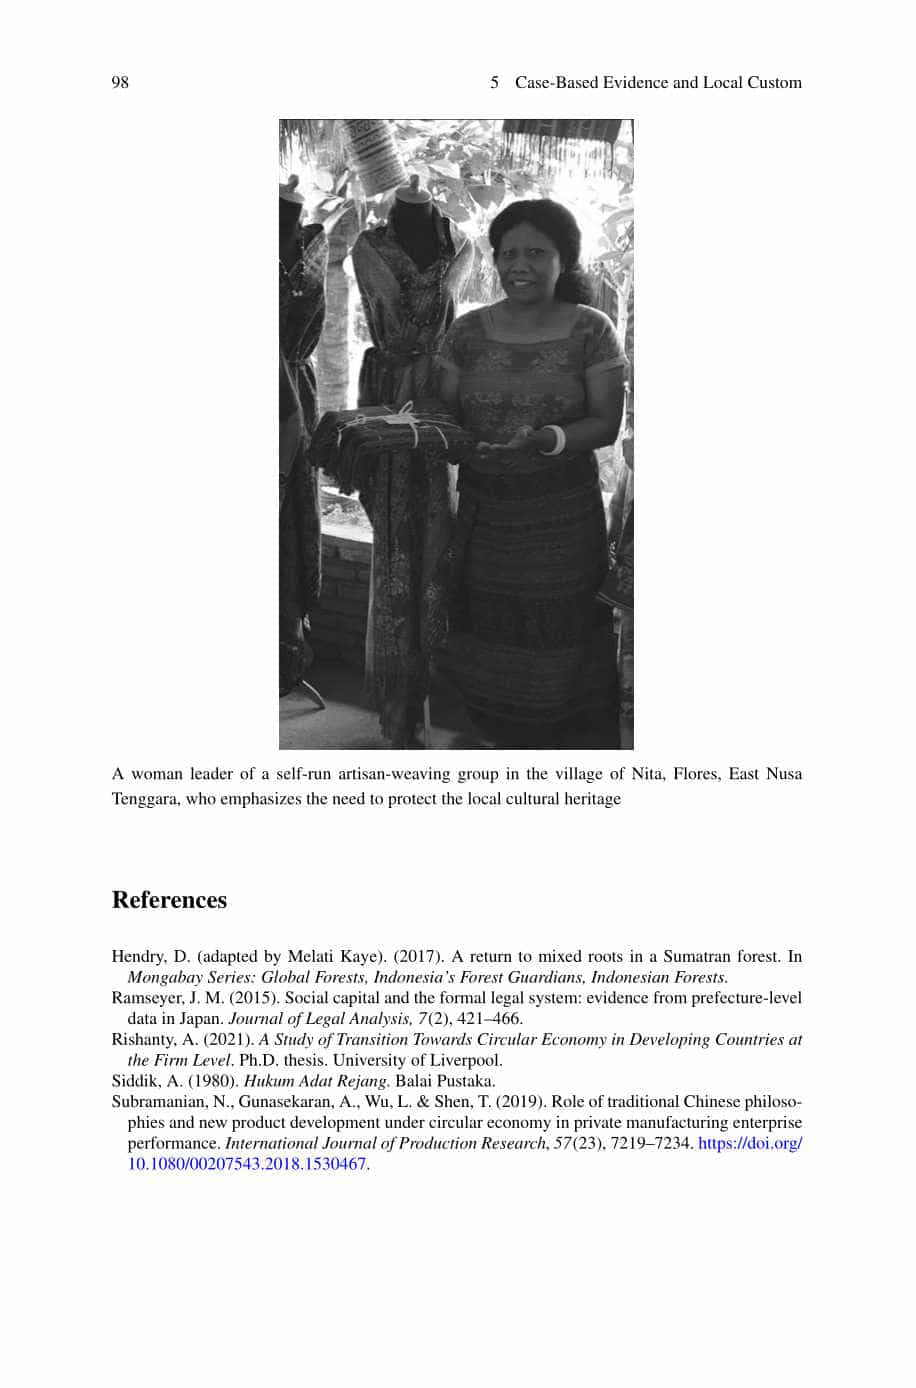 98
5 Case-Based Evidence and Local Custom
A woman leader of a self-run artisan-weaving group in the village of Nita, Flores, East Nusa
Tenggara, who emphasizes the need to protect the local cultural heritage
References
Hendry, D. (adapted by Melati Kaye). (2017). A return to mixed roots in a Sumatran forest. In
Mongabay Series: Global Forests, Indonesia’s Forest Guardians, Indonesian Forests.
Ramseyer, J. M. (2015). Social capital and the formal legal system: evidence from prefecture-level
data in Japan. Journal of Legal Analysis, 7(2), 421–466.
Rishanty, A. (2021). A Study of Transition Towards Circular Economy in Developing Countries at
the Firm Level. Ph.D. thesis. University of Liverpool.
Siddik, A. (1980). Hukum Adat Rejang. Balai Pustaka.
Subramanian, N., Gunasekaran, A., Wu, L. & Shen, T. (2019). Role of traditional Chinese philoso-
phies and new product development under circular economy in private manufacturing enterprise
performance. International Journal of Production Research, 57(23), 7219–7234. https://doi.org/
10.1080/00207543.2018.1530467.